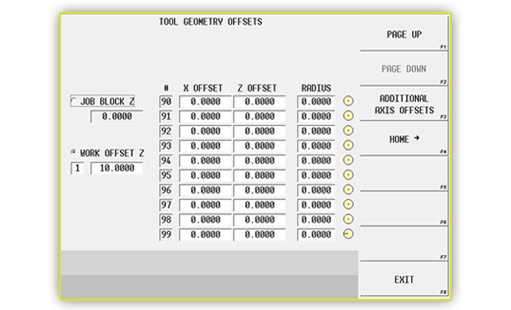 TOOL GEOMETRY OFFSETS
# X OFFSET Z OFFSET RADIUS
90 0.0000 0.0000 0.0000
91 0.0000 0.0000 0.0000
92 0.0000 0.0000 0.0000
93 0.0000 0.0000 0.0000
94 0.0000 0.0000 0.0000
95 0.0000 0.0000 0.0000
96 0.0000 0.0000 0.0000
97 0.0000 0.0000 0.0000
98 0.0000 0.0000 0.0000
99 0.0000 0.0000 0.0000
JOB BLOCK Z
0.0000
WORK OFFSET Z
1 10.0000
PAGE UP
F1
PAGE DOWN
F2
ADDITIONAL
AXIS OFFSETS
F3
HOME →
F4
F5
F6
F7
EXIT
F8